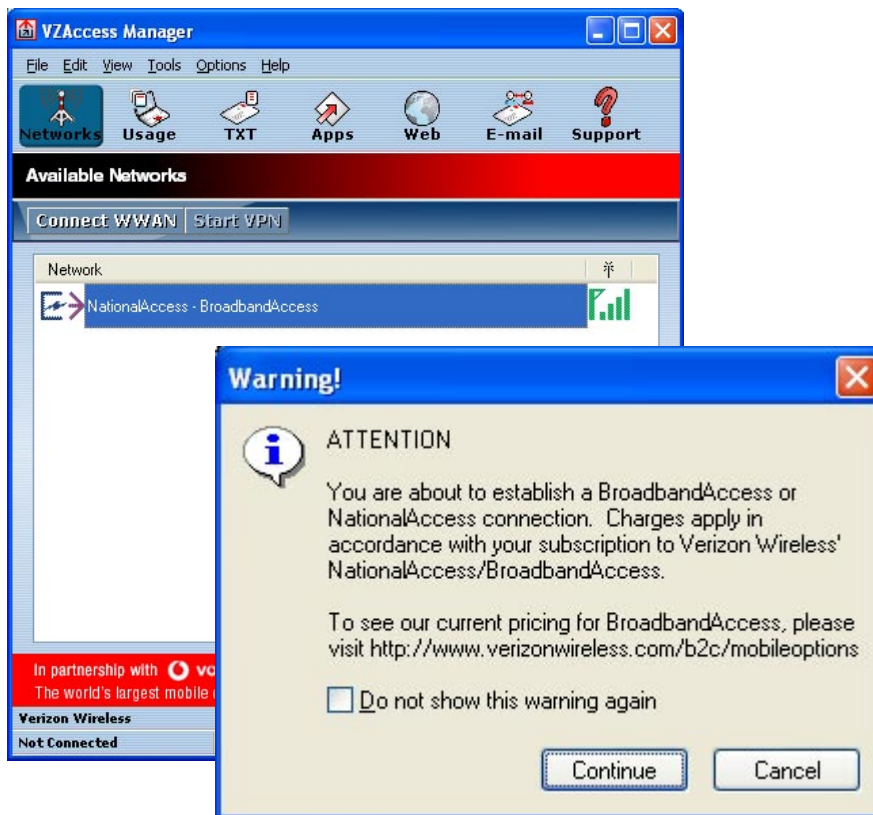 VZAccess Manager
File Edit View Tools Options Help
Networks Usage TXT Apps Web E-mail Support
Available Networks
Connect WWAN Start VPN
Network
NationalAccess - BroadbandAccess
Warning!
ATTENTION
You are about to establish a BroadbandAccess or
NationalAccess connection. Charges apply in
accordance with your subscription to Verizon Wireless'
NationalAccess/BroadbandAccess.
To see our current pricing for BroadbandAccess, please
visit http://www.verizonwireless.com/b2c/mobileoptions
Do not show this warning again
Continue Cancel
In partnership with
The world's largest mobile
Verizon Wireless
Not Connected